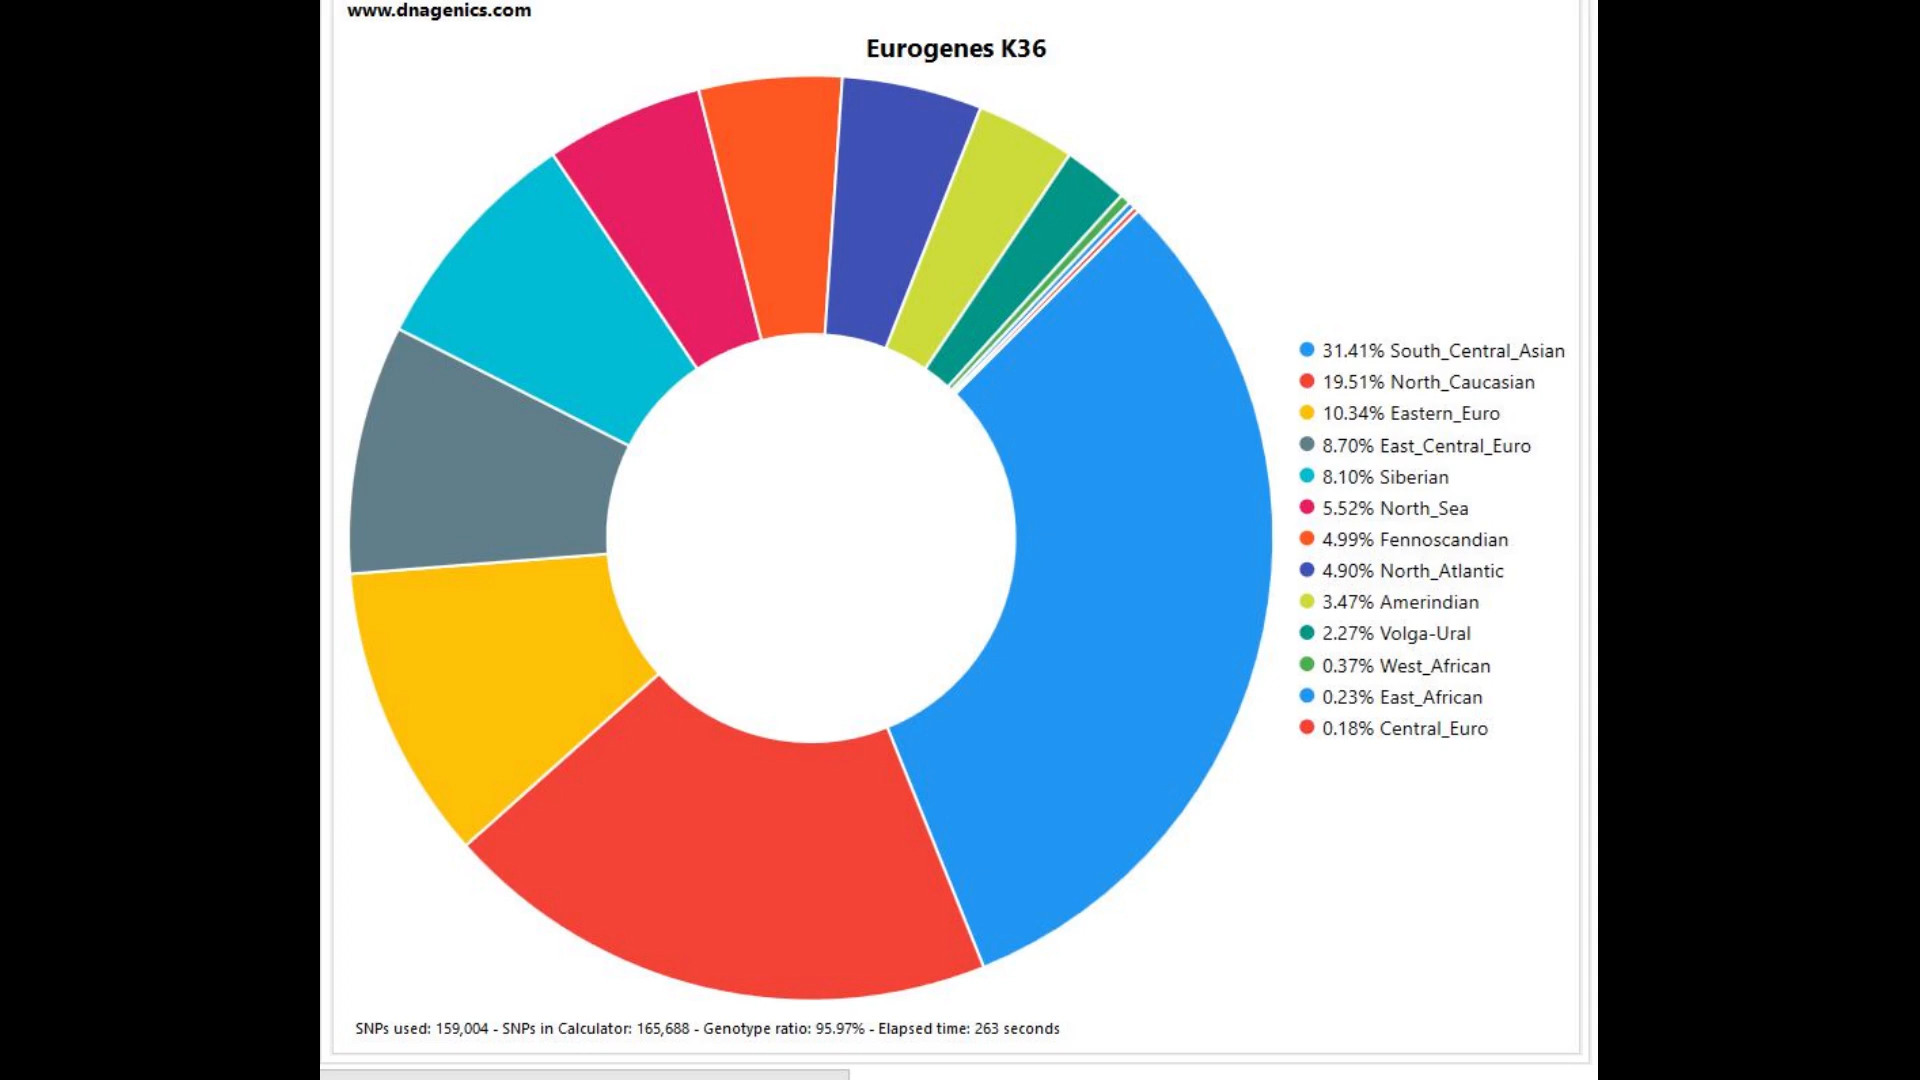 www.dnagenics.com
Eurogenes K36
31.41% South_Central_Asian
19.51% North_Caucasian
10.34% Eastern_Euro
8.70% East_Central_Euro
8.10% Siberian
5.52% North_Sea
4.99% Fennoscandian
4.90% North_Atlantic
3.47% Amerindian
2.27% Volga-Ural
0.37% West_African
0.23% East_African
0.18% Central_Euro
SNPs used: 159,004 - SNPs in Calculator: 165,688 - Genotype ratio: 95.97% - Elapsed time: 263 seconds